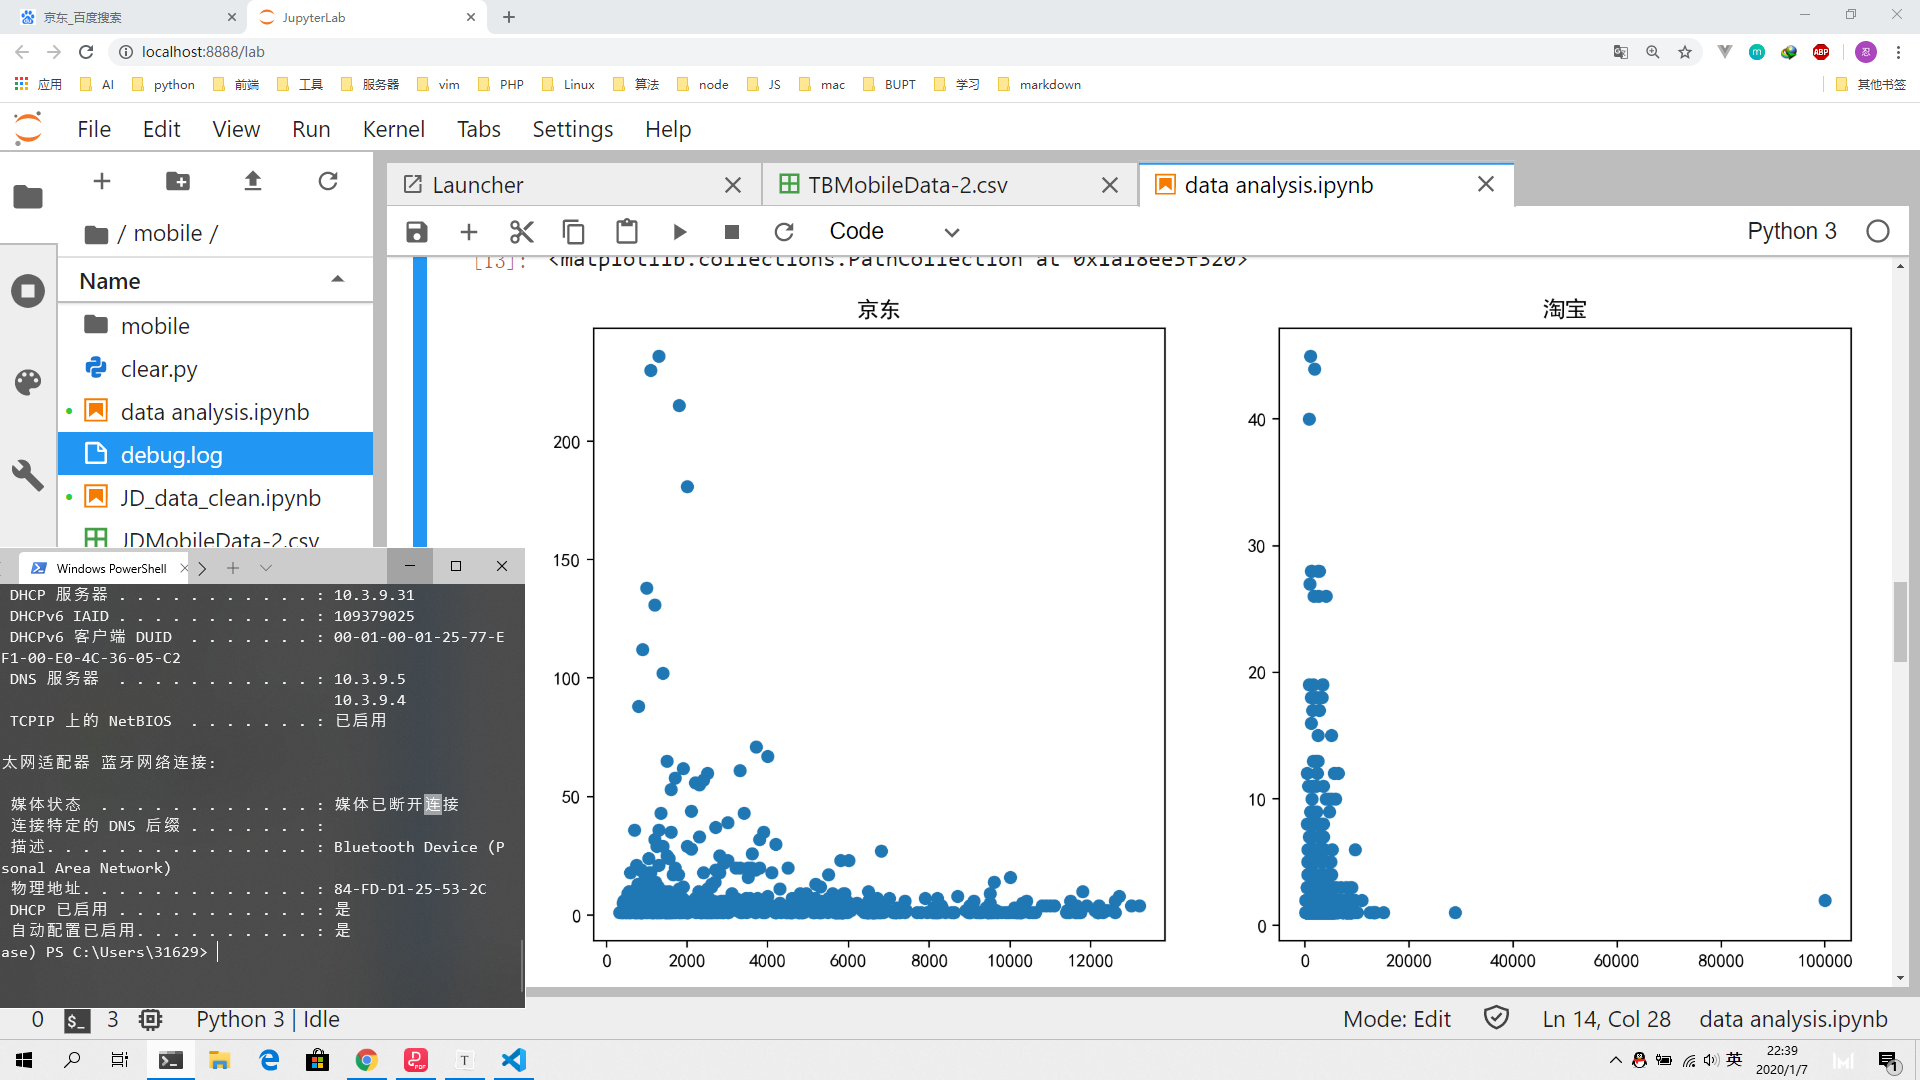 京东_百度搜索
JupyterLab
localhost:8888/lab
应用 AI python 前端 工具 服务器 vim PHP Linux 算法 node JS mac BUPT 学习 markdown 其他书签
忍
File Edit View Run Kernel Tabs Settings Help
Launcher
TBMobileData-2.csv
data analysis.ipynb
/ mobile /
Code
Python 3
Name
mobile
clear.py
data analysis.ipynb
debug.log
JD_data_clean.ipynb
JDMobileData-2.csv
[13]: <matplotlib.collections.PathCollection at 0x1a18ee3f320>
京东
200
150
100
50
0
0 2000 4000 6000 8000 10000 12000
淘宝
40
30
20
10
0
0 20000 40000 60000 80000 100000
Windows PowerShell
DHCP 服务器 . . . . . . . . . . . : 10.3.9.31
DHCPv6 IAID . . . . . . . . . . . : 109379025
DHCPv6 客户端 DUID . . . . . . . : 00-01-00-01-25-77-E
F1-00-E0-4C-36-05-C2
DNS 服务器 . . . . . . . . . . . : 10.3.9.5
10.3.9.4
TCPIP 上的 NetBIOS . . . . . . . : 已启用
太网适配器 蓝牙网络连接:
媒体状态 . . . . . . . . . . . . : 媒体已断开连接
连接特定的 DNS 后缀 . . . . . . . :
描述. . . . . . . . . . . . . . . : Bluetooth Device (P
sonal Area Network)
物理地址. . . . . . . . . . . . . : 84-FD-D1-25-53-2C
DHCP 已启用 . . . . . . . . . . . : 是
自动配置已启用. . . . . . . . . . : 是
ase) PS C:\Users\31629>
0 $_ 3 Python 3 | Idle
Mode: Edit Ln 14, Col 28 data analysis.ipynb
英
22:39
2020/1/7
1